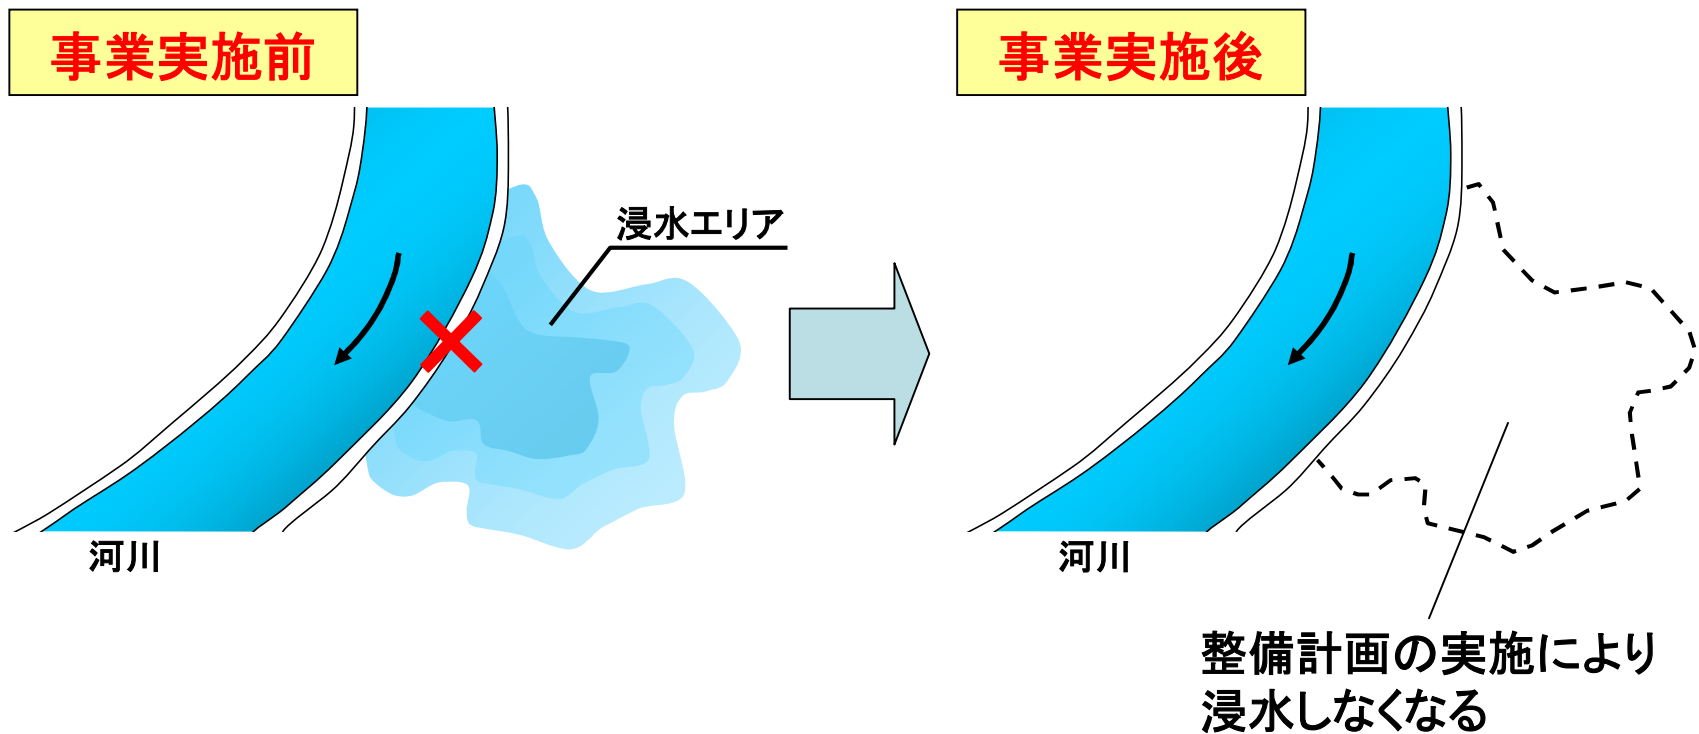 事業実施前
事業実施後
浸水エリア
河川
河川
整備計画の実施により
浸水しなくなる